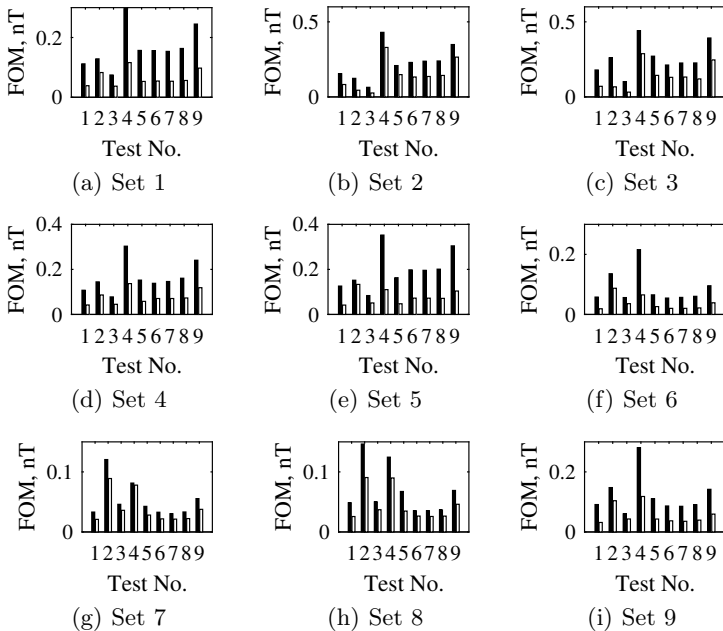 FOM, nT
0.2
0
1 2 3 4 5 6 7 8 9
Test No.
(a) Set 1
FOM, nT
0.5
0
1 2 3 4 5 6 7 8 9
Test No.
(b) Set 2
FOM, nT
0.5
0
1 2 3 4 5 6 7 8 9
Test No.
(c) Set 3
FOM, nT
0.4
0.2
0
1 2 3 4 5 6 7 8 9
Test No.
(d) Set 4
FOM, nT
0.4
0.2
0
1 2 3 4 5 6 7 8 9
Test No.
(e) Set 5
FOM, nT
0.2
0
1 2 3 4 5 6 7 8 9
Test No.
(f) Set 6
FOM, nT
0.1
0
1 2 3 4 5 6 7 8 9
Test No.
(g) Set 7
FOM, nT
0.1
0
1 2 3 4 5 6 7 8 9
Test No.
(h) Set 8
FOM, nT
0.2
0
1 2 3 4 5 6 7 8 9
Test No.
(i) Set 9